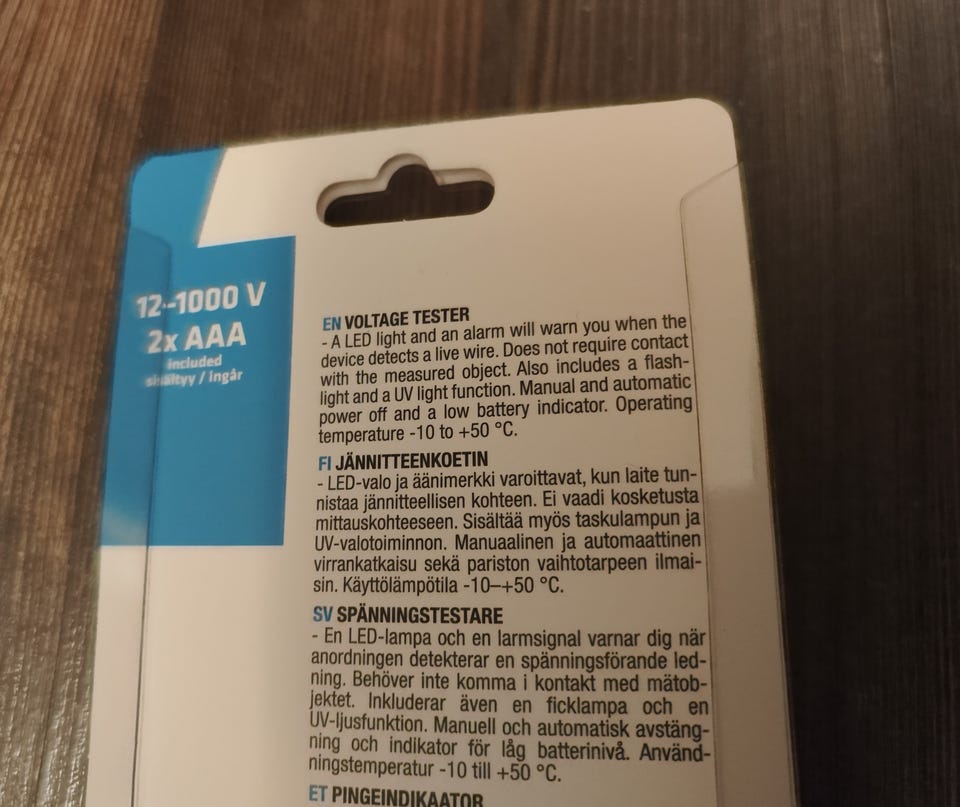 12-1000 V
2x AAA
included
sisältyy / ingår
EN VOLTAGE TESTER
- A LED light and an alarm will warn you when the
device detects a live wire. Does not require contact
with the measured object. Also includes a flash-
light and a UV light function. Manual and automatic
power off and a low battery indicator. Operating
temperature -10 to +50 °C.
FI JÄNNITTEENKOETIN
- LED-valo ja äänimerkki varoittavat, kun laite tun-
nistaa jännitteellisen kohteen. Ei vaadi kosketusta
mittauskohteeseen. Sisältää myös taskulampun ja
UV-valotoiminnon. Manuaalinen ja automaattinen
virrankatkaisu sekä pariston vaihtotarpeen ilmai-
sin. Käyttölämpötila -10–+50 °C.
SV SPÄNNINGSTESTARE
- En LED-lampa och en larmsignal varnar dig när
anordningen detekterar en spänningsförande led-
ning. Behöver inte komma i kontakt med mätob-
jektet. Inkluderar även en ficklampa och en
UV-ljusfunktion. Manuell och automatisk avstäng-
ning och indikator för låg batterinivå. Använd-
ningstemperatur -10 till +50 °C.
ET PINGEINDIKAATOR